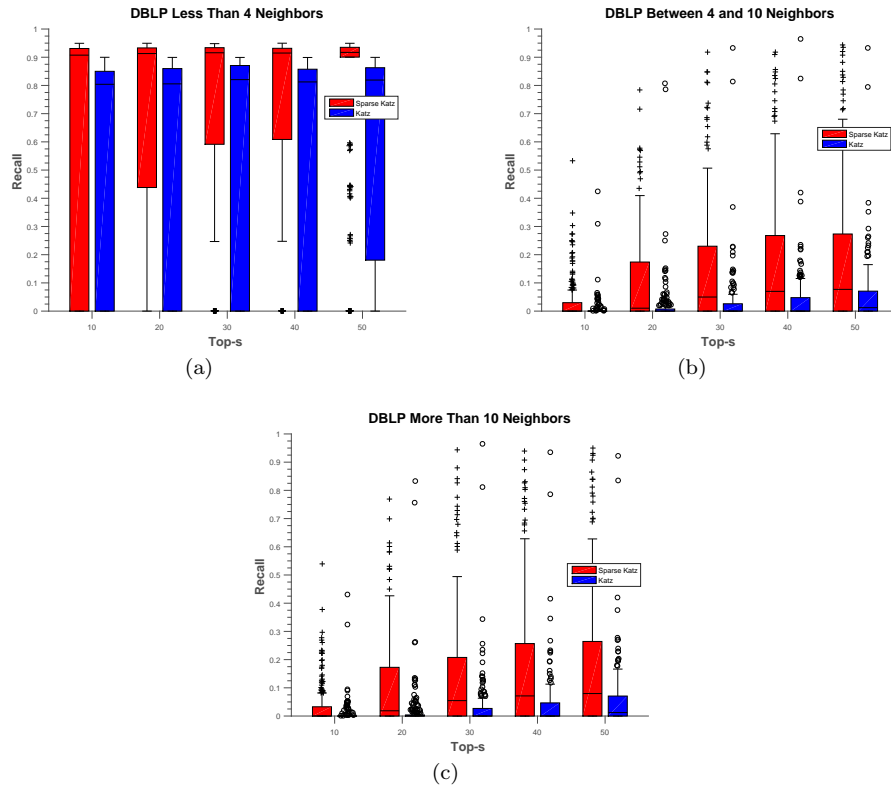 DBLP Less Than 4 Neighbors
1
0.9
0.8
0.7
0.6
0.5
0.4
0.3
0.2
0.1
0
Recall
Sparse Katz
Katz
10 20 30 40 50
Top-s
(a)
DBLP Between 4 and 10 Neighbors
1
0.9
0.8
0.7
0.6
0.5
0.4
0.3
0.2
0.1
0
Recall
Sparse Katz
Katz
10 20 30 40 50
Top-s
(b)
DBLP More Than 10 Neighbors
1
0.9
0.8
0.7
0.6
0.5
0.4
0.3
0.2
0.1
0
Recall
Sparse Katz
Katz
10 20 30 40 50
Top-s
(c)